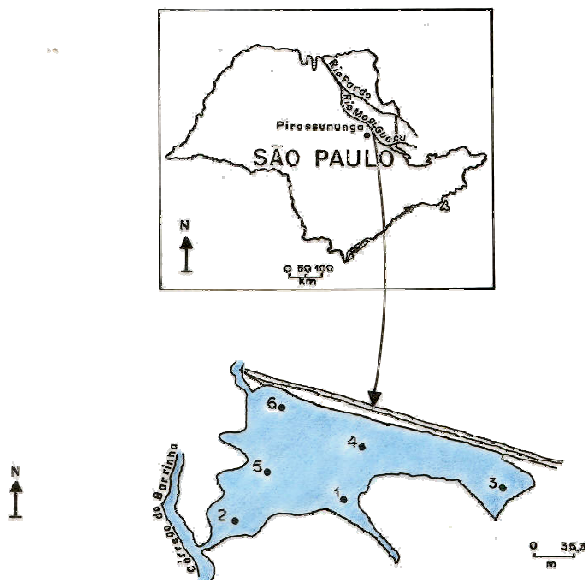 Rio Pardo
Rio Mogi-Guaçu
Pirassununga
SÃO PAULO
N
0 50 100
Km
6
4
5
3
1
2
N
Córrego do Barrinha
0
m